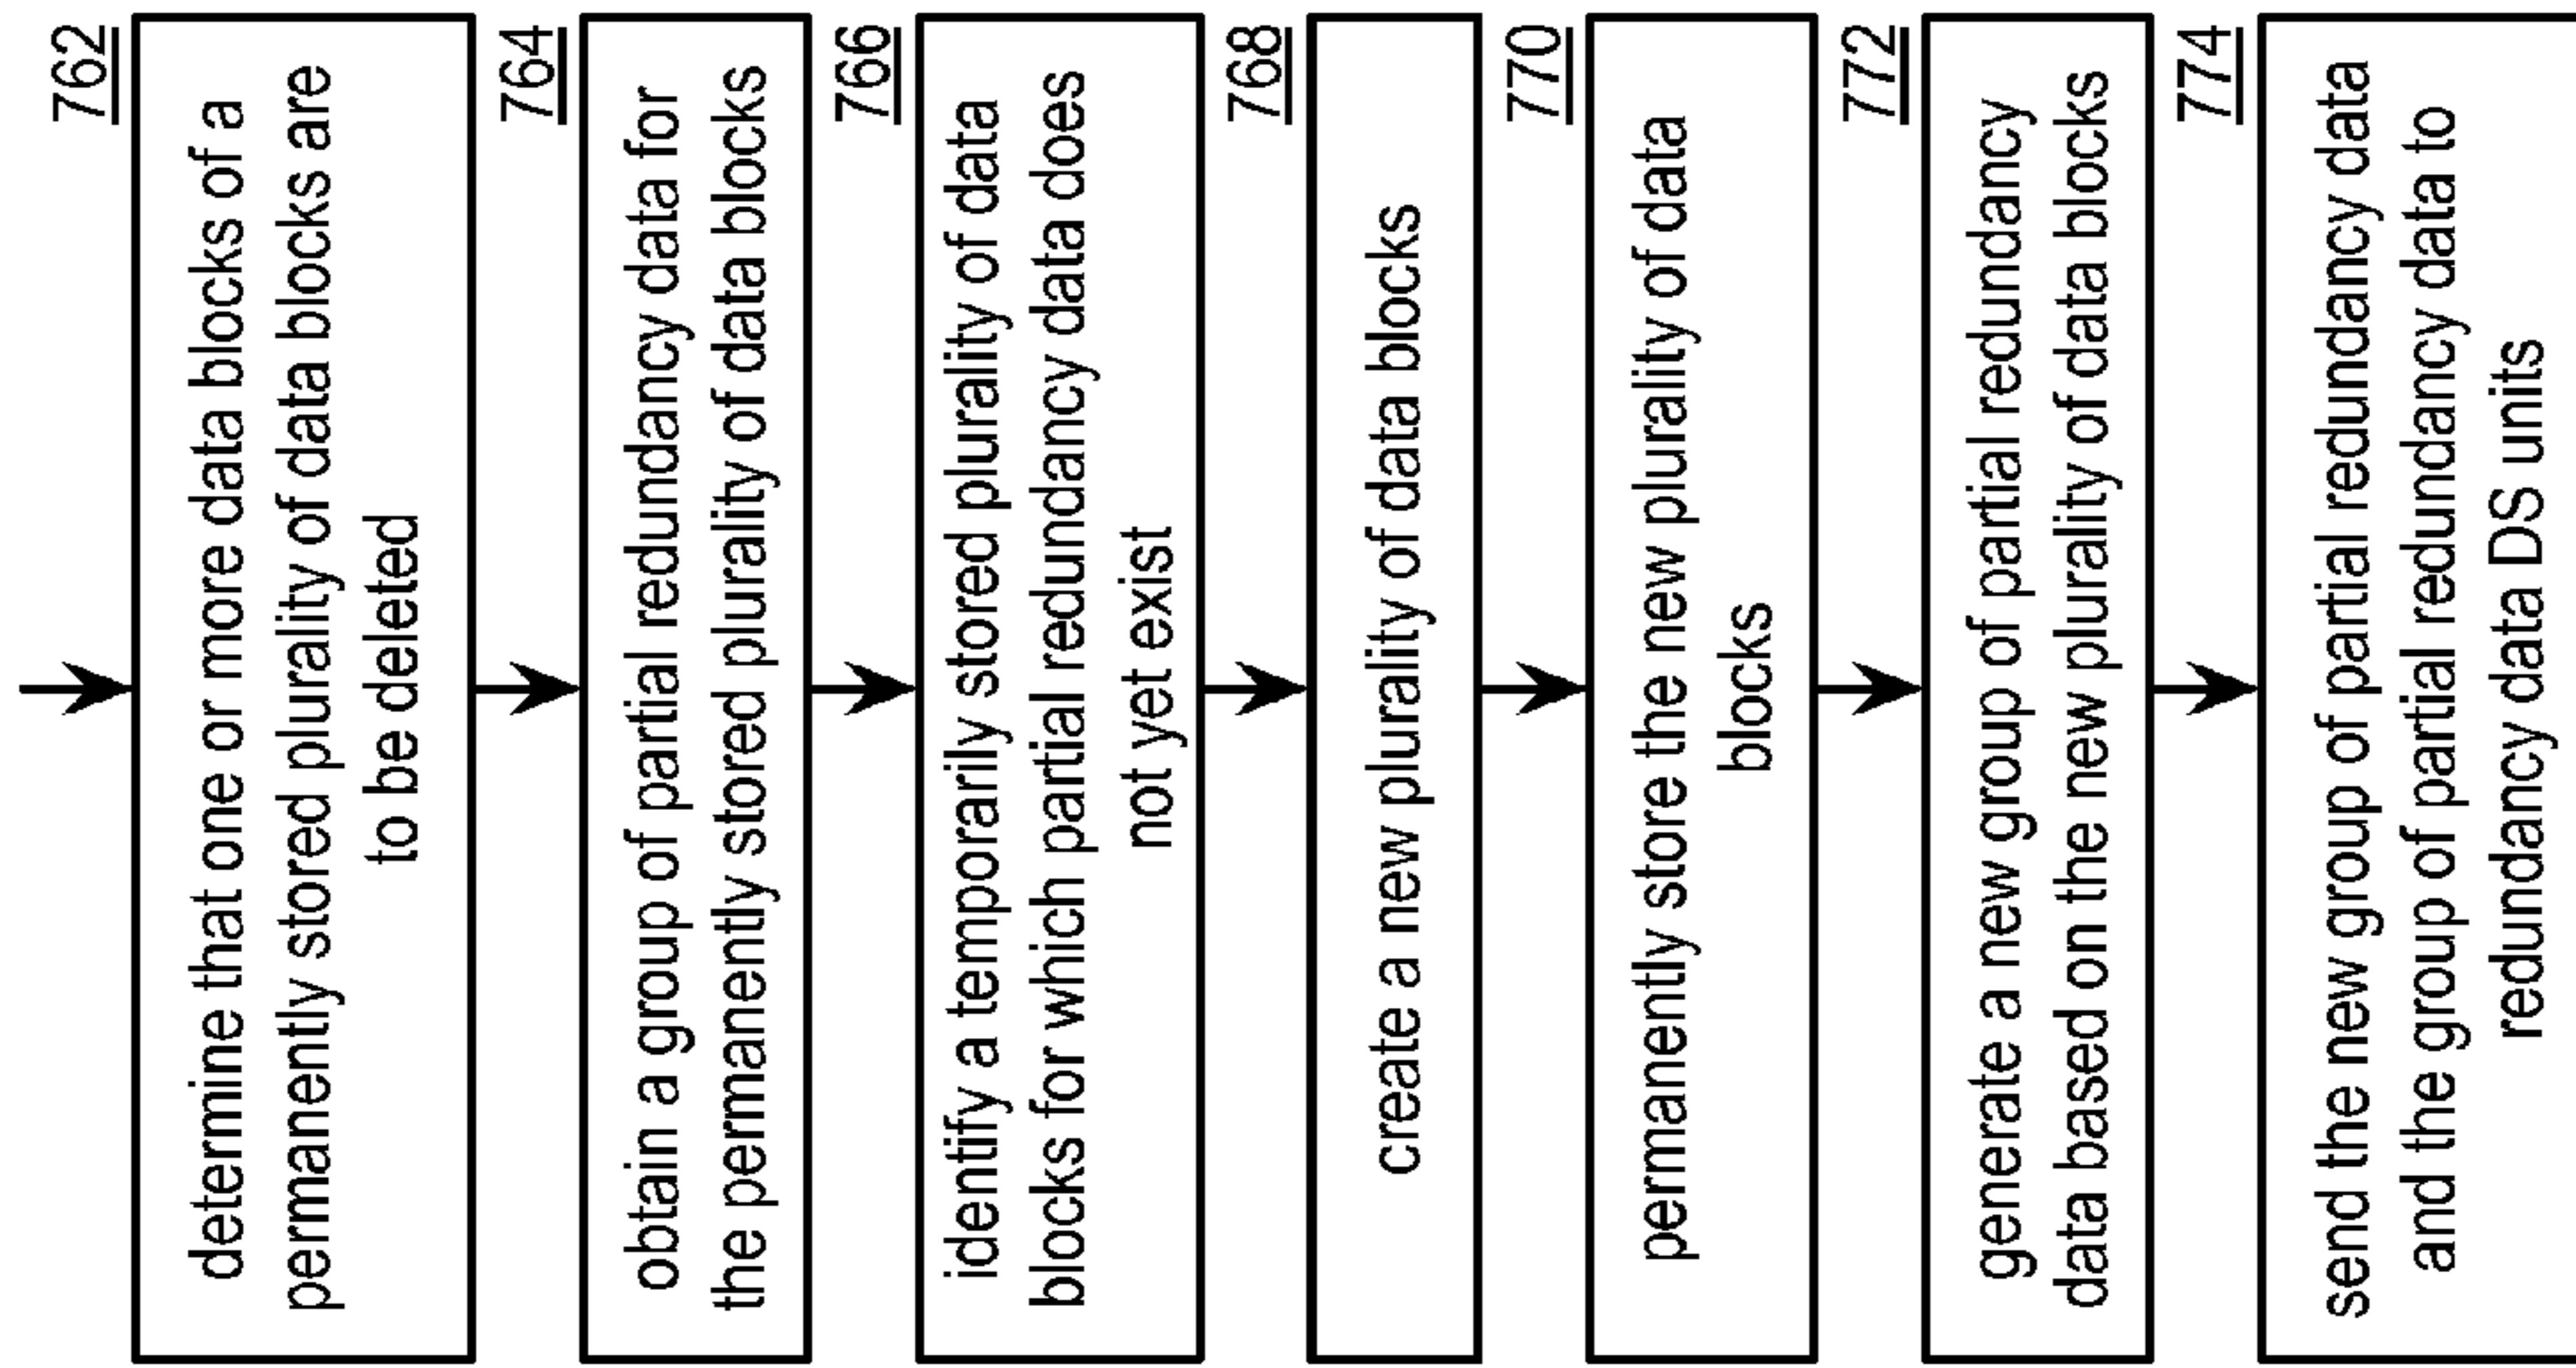 762
determine that one or more data blocks of a
permanently stored plurality of data blocks are
to be deleted
764
obtain a group of partial redundancy data for
the permanently stored plurality of data blocks
766
identify a temporarily stored plurality of data
blocks for which partial redundancy data does
not yet exist
768
create a new plurality of data blocks
770
permanently store the new plurality of data
blocks
772
generate a new group of partial redundancy
data based on the new plurality of data blocks
774
send the new group of partial redundancy data
and the group of partial redundancy data to
redundancy data DS units